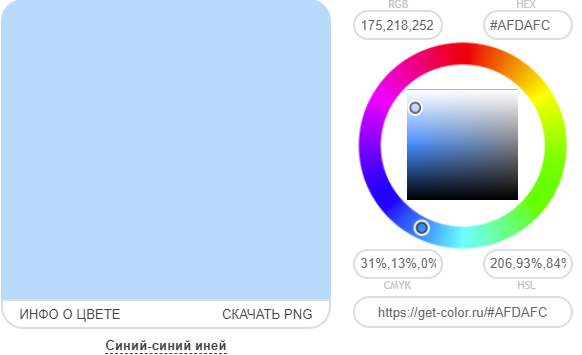 RGB
HEX
175,218,252
#AFDAFC
31%,13%,0%
206,93%,84%
CMYK
HSL
ИНФО О ЦВЕТЕ
СКАЧАТЬ PNG
https://get-color.ru/#AFDAFC
Синий-синий иней